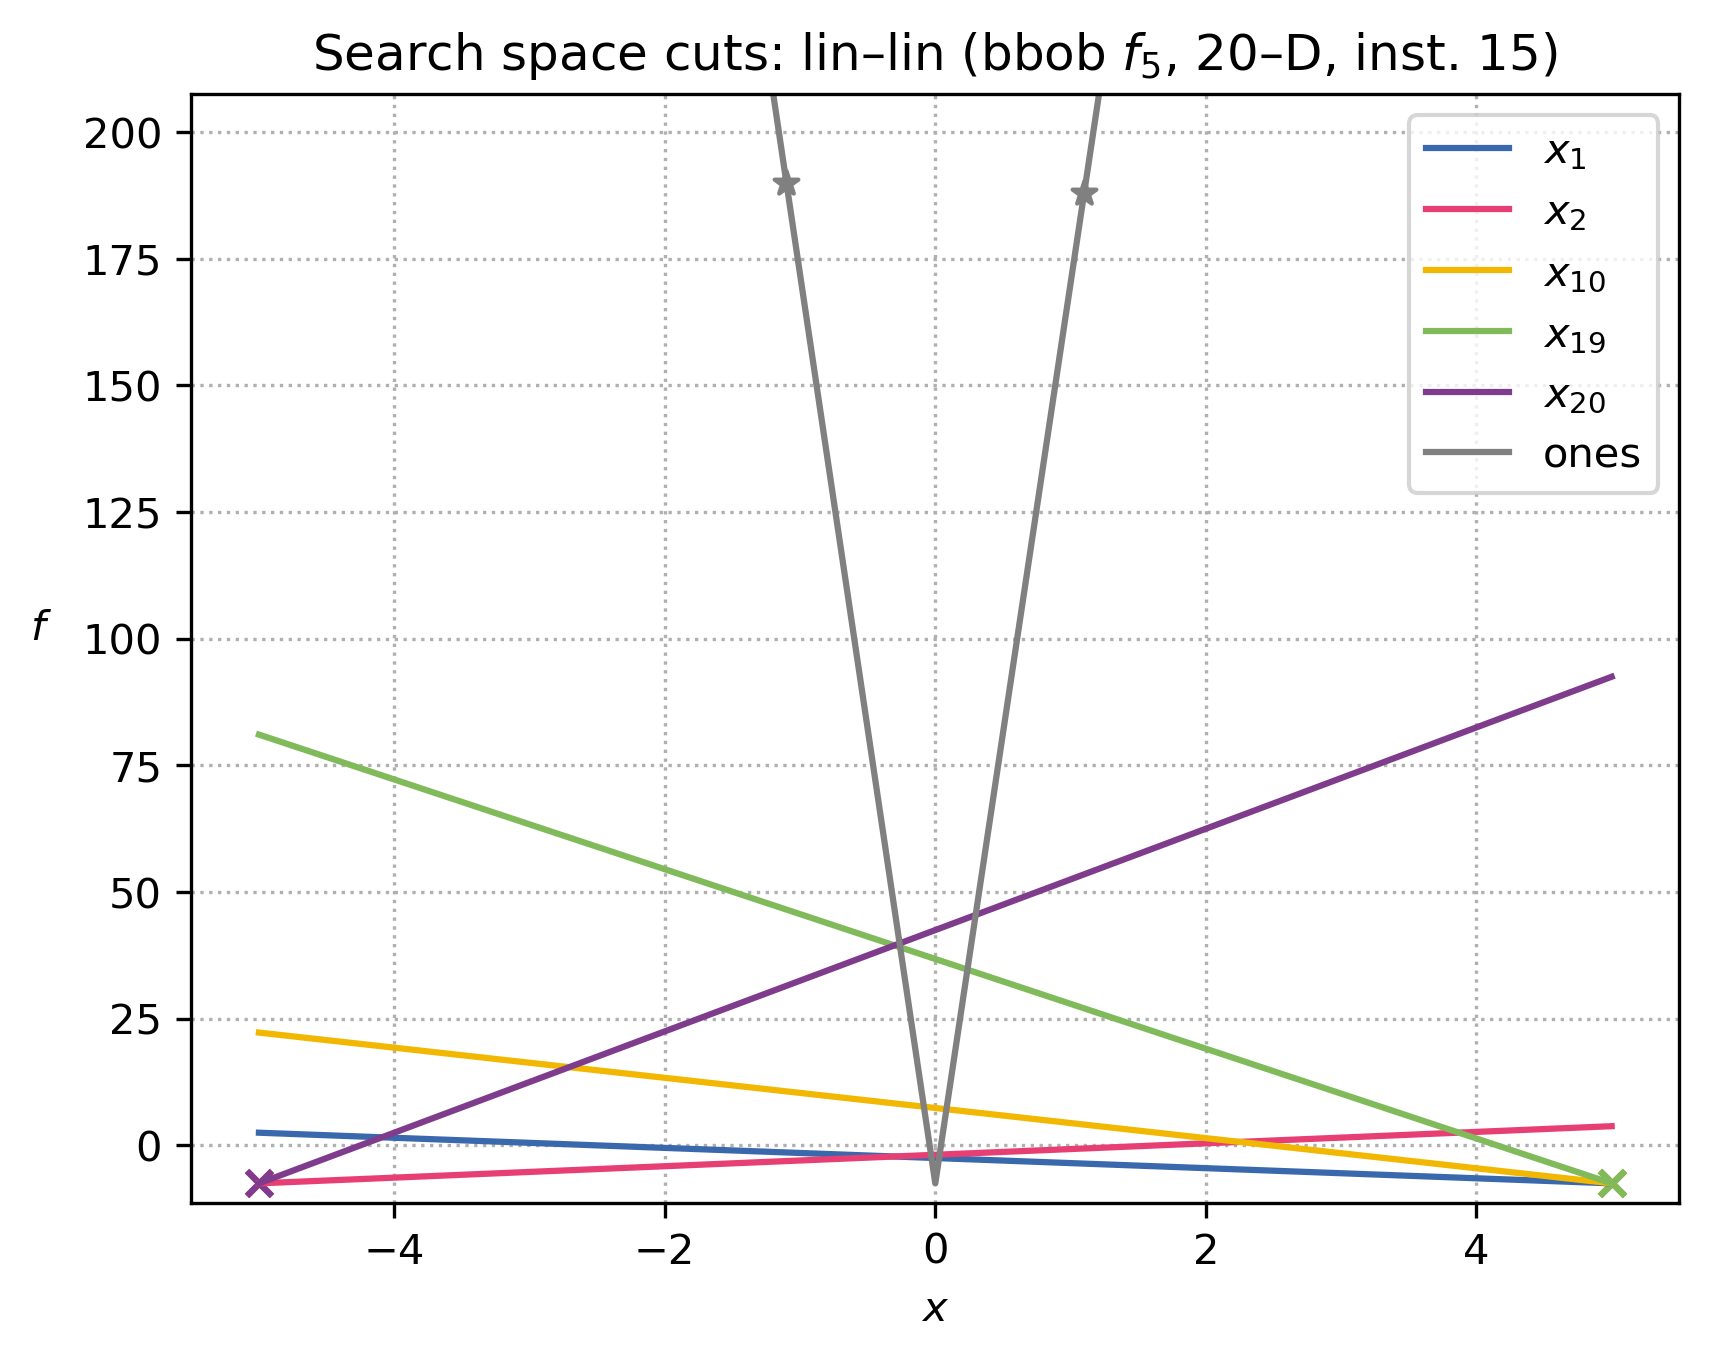 Search space cuts: lin–lin (bbob f₅, 20–D, inst. 15)
200
175
150
125
100
75
50
25
0
f
x₁
x₂
x₁₀
x₁₉
x₂₀
ones
−4 −2 0 2 4
x